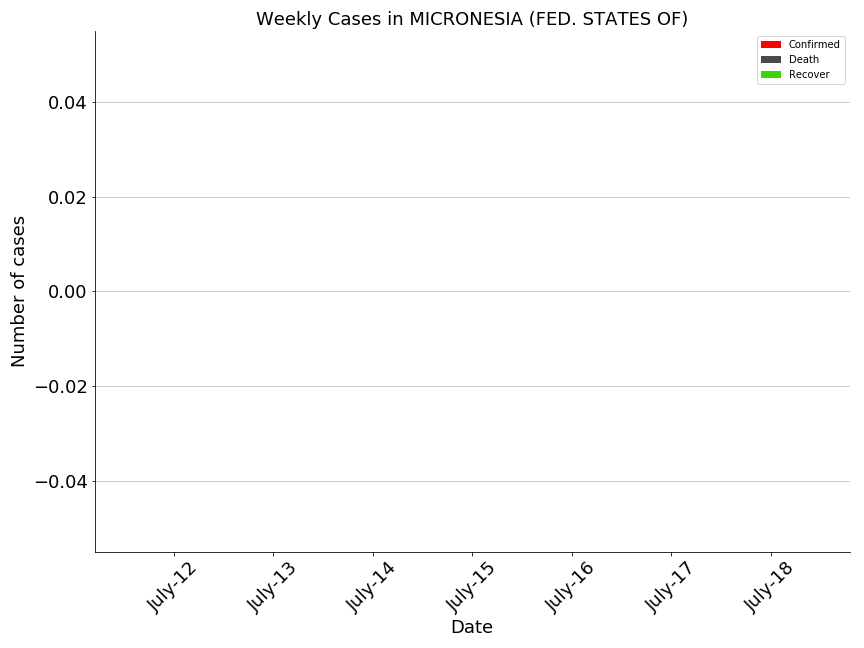 Weekly Cases in MICRONESIA (FED. STATES OF)
Confirmed
Death
Recover
Number of cases
0.04
0.02
0.00
−0.02
−0.04
July-12
July-13
July-14
July-15
July-16
July-17
July-18
Date